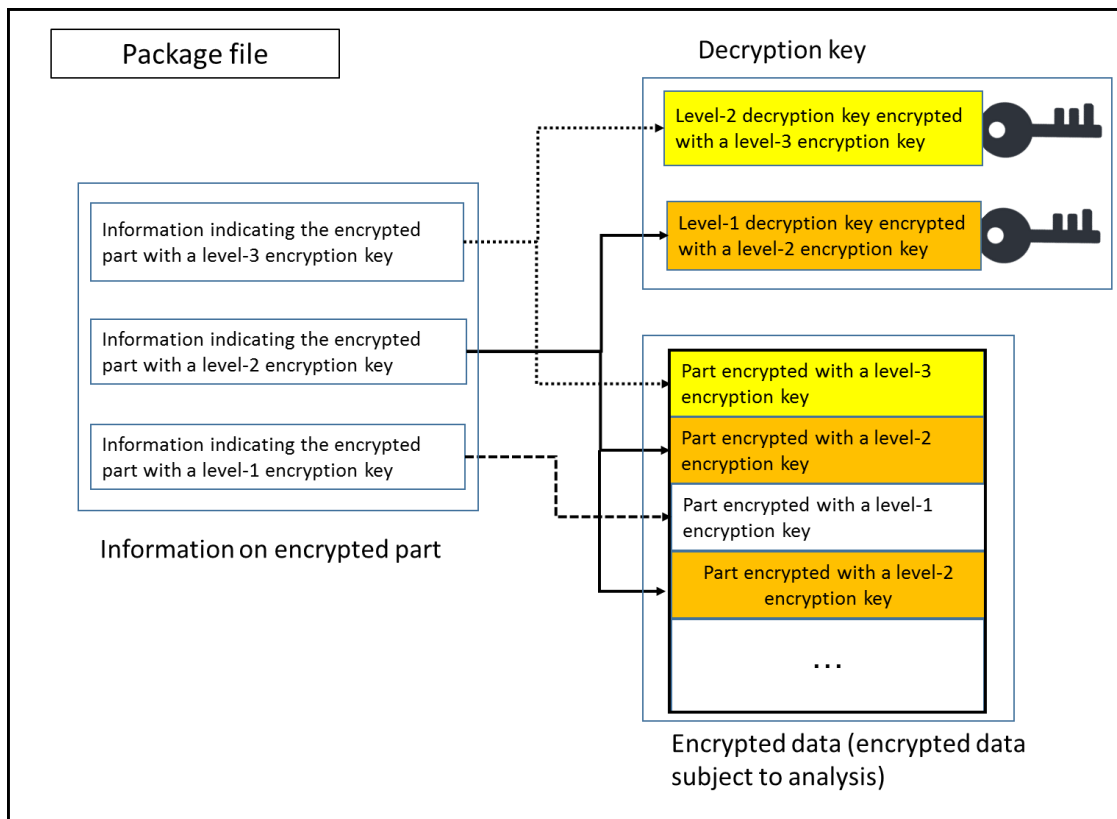 Package file
Decryption key
Level-2 decryption key encrypted
with a level-3 encryption key
Level-1 decryption key encrypted
with a level-2 encryption key
Information indicating the encrypted
part with a level-3 encryption key
Information indicating the encrypted
part with a level-2 encryption key
Information indicating the encrypted
part with a level-1 encryption key
Information on encrypted part
Part encrypted with a level-3
encryption key
Part encrypted with a level-2
encryption key
Part encrypted with a level-1
encryption key
Part encrypted with a level-2
encryption key
...
Encrypted data (encrypted data
subject to analysis)